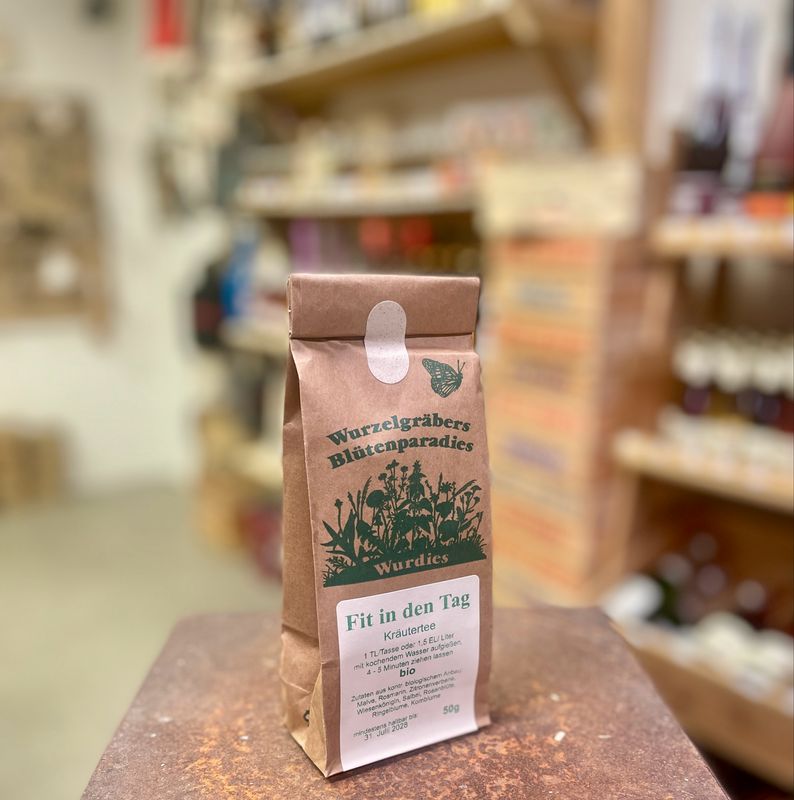 Wurzelgräbers
Blütenparadies
Wurdies
Fit in den Tag
Kräutertee
1 TL/Tasse oder 1,5 EL/ Liter
mit kochendem Wasser aufgießen,
4 - 5 Minuten ziehen lassen
bio
Zutaten aus kontr. biologischem Anbau:
Malve, Rosmarin, Zitronenverbene,
Wiesenkönigin, Salbei, Rosenblüte,
Ringelblume, Kornblume
50g
mindestens haltbar bis:
31. Juli 2028